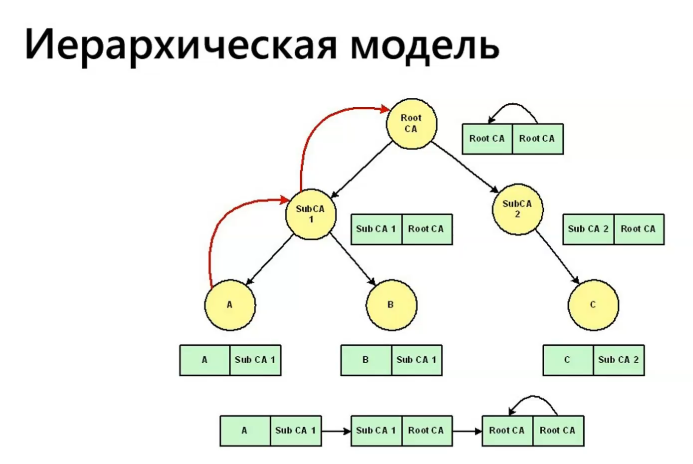 Иерархическая модель
Root
CA
Root CA Root CA
SubCA
1
SubCA
2
Sub CA 1 Root CA
Sub CA 2 Root CA
A
B
C
A Sub CA 1
B Sub CA 1
C Sub CA 2
A Sub CA 1
Sub CA 1 Root CA
Root CA Root CA